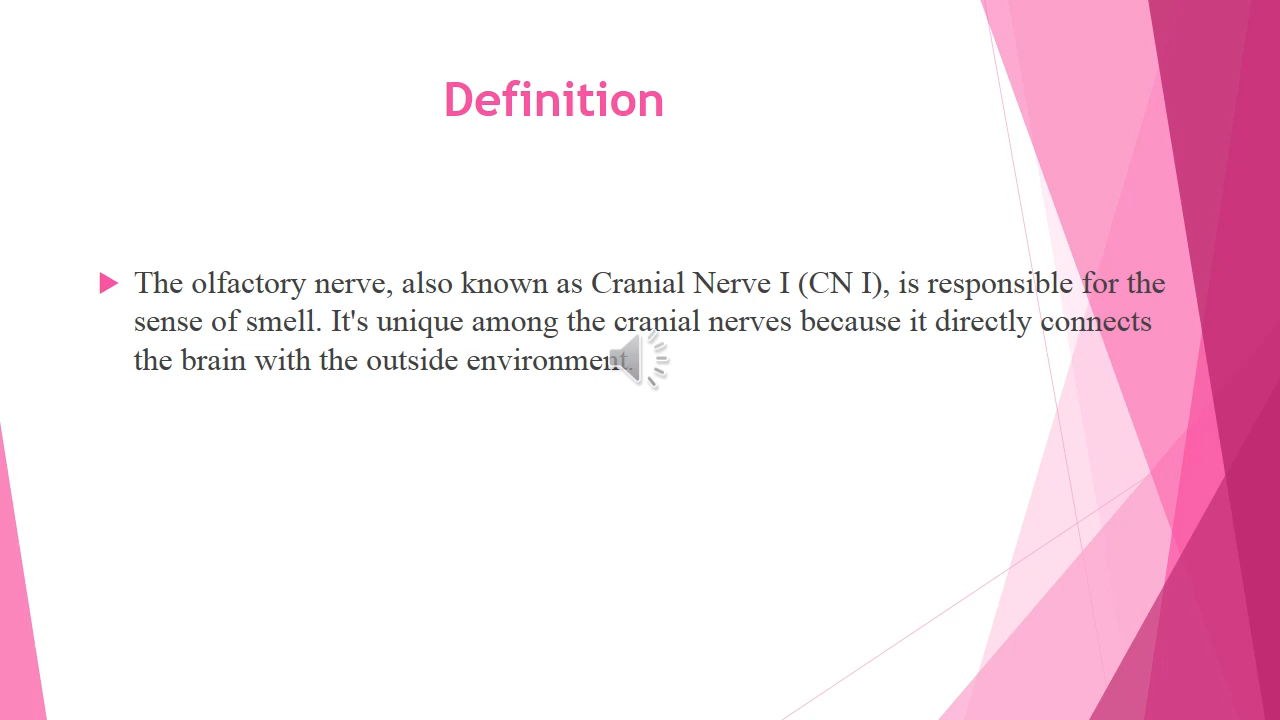 Definition
The olfactory nerve, also known as Cranial Nerve I (CN I), is responsible for the
sense of smell. It's unique among the cranial nerves because it directly connects
the brain with the outside environment.